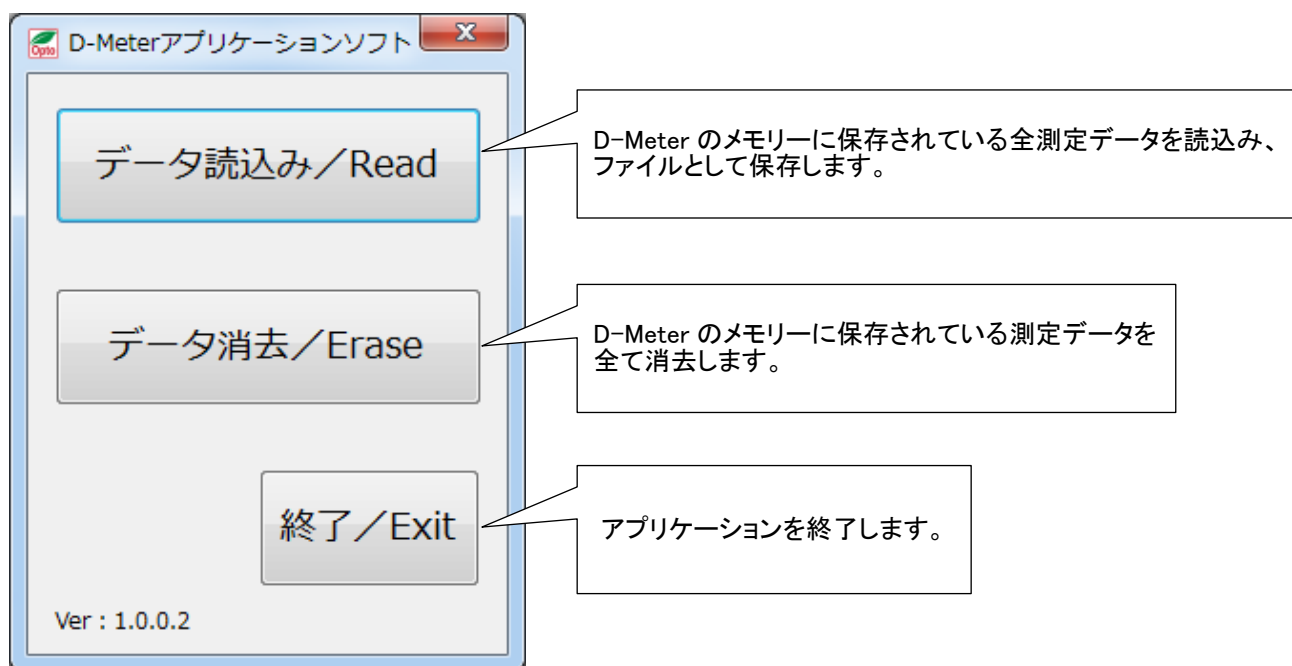 Opto D-Meterアプリケーションソフト
データ読込み／Read
D-Meter のメモリーに保存されている全測定データを読込み、
ファイルとして保存します。
データ消去／Erase
D-Meter のメモリーに保存されている測定データを
全て消去します。
終了／Exit
アプリケーションを終了します。
Ver : 1.0.0.2